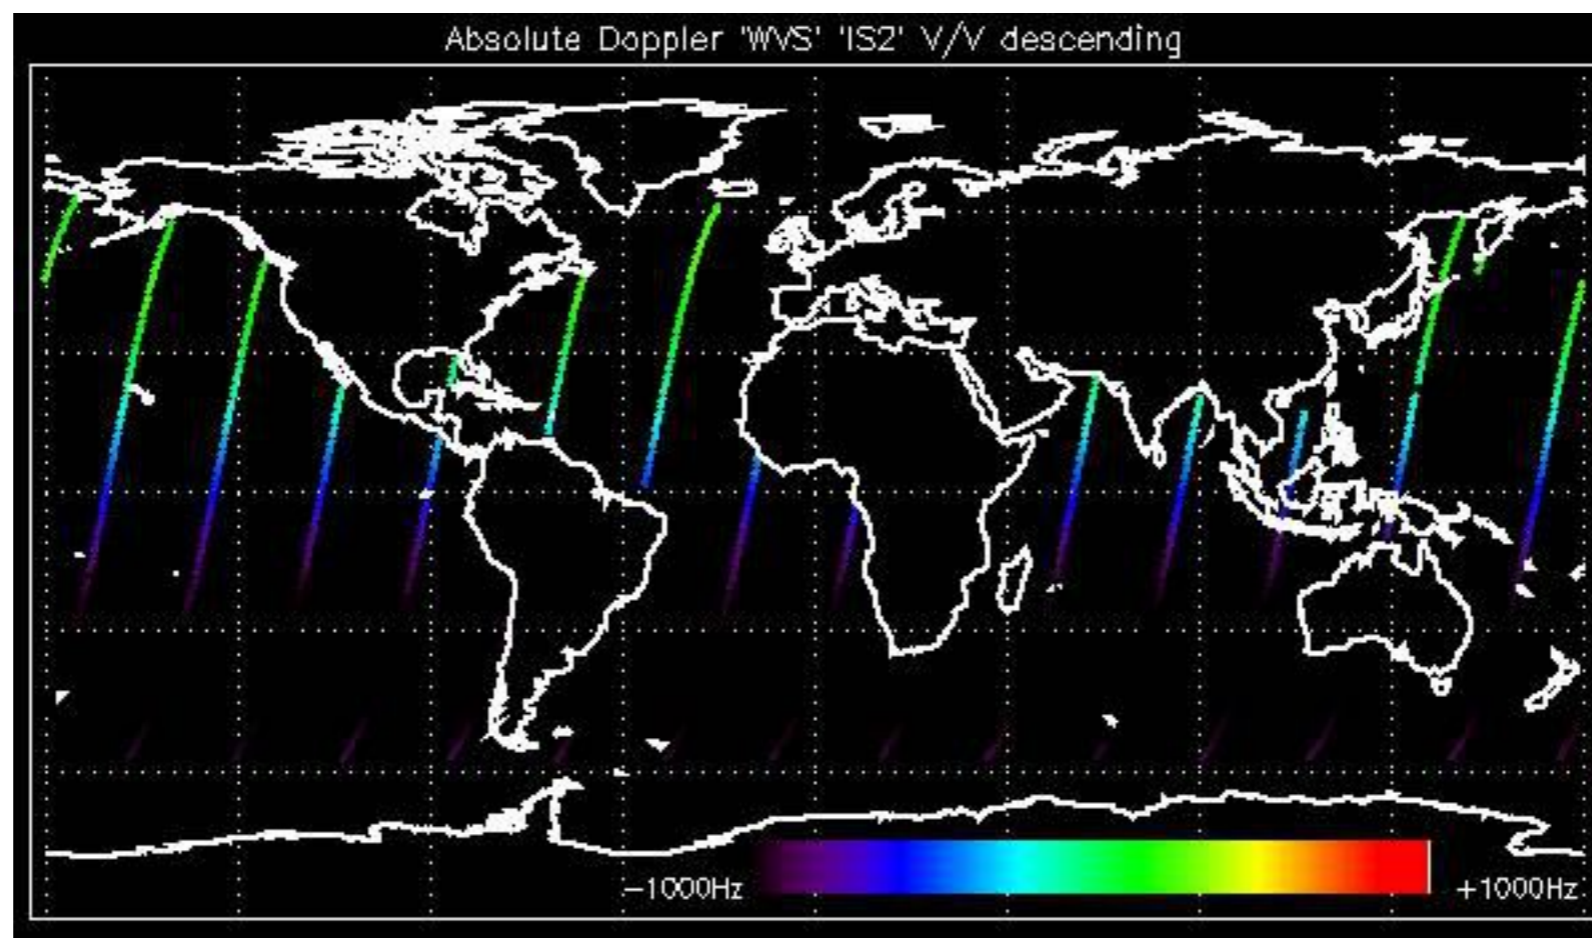 Absolute Doppler 'WVS' 'IS2' V/V descending
-1000Hz
+1000Hz